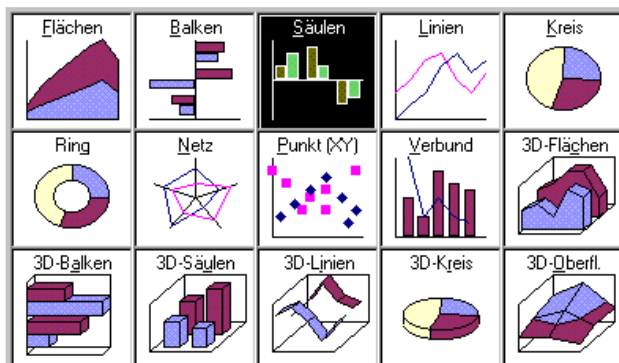 Flächen
Balken
Säulen
Linien
Kreis
Ring
Netz
Punkt (XY)
Verbund
3D-Flächen
3D-Balken
3D-Säulen
3D-Linien
3D-Kreis
3D-Oberfl.